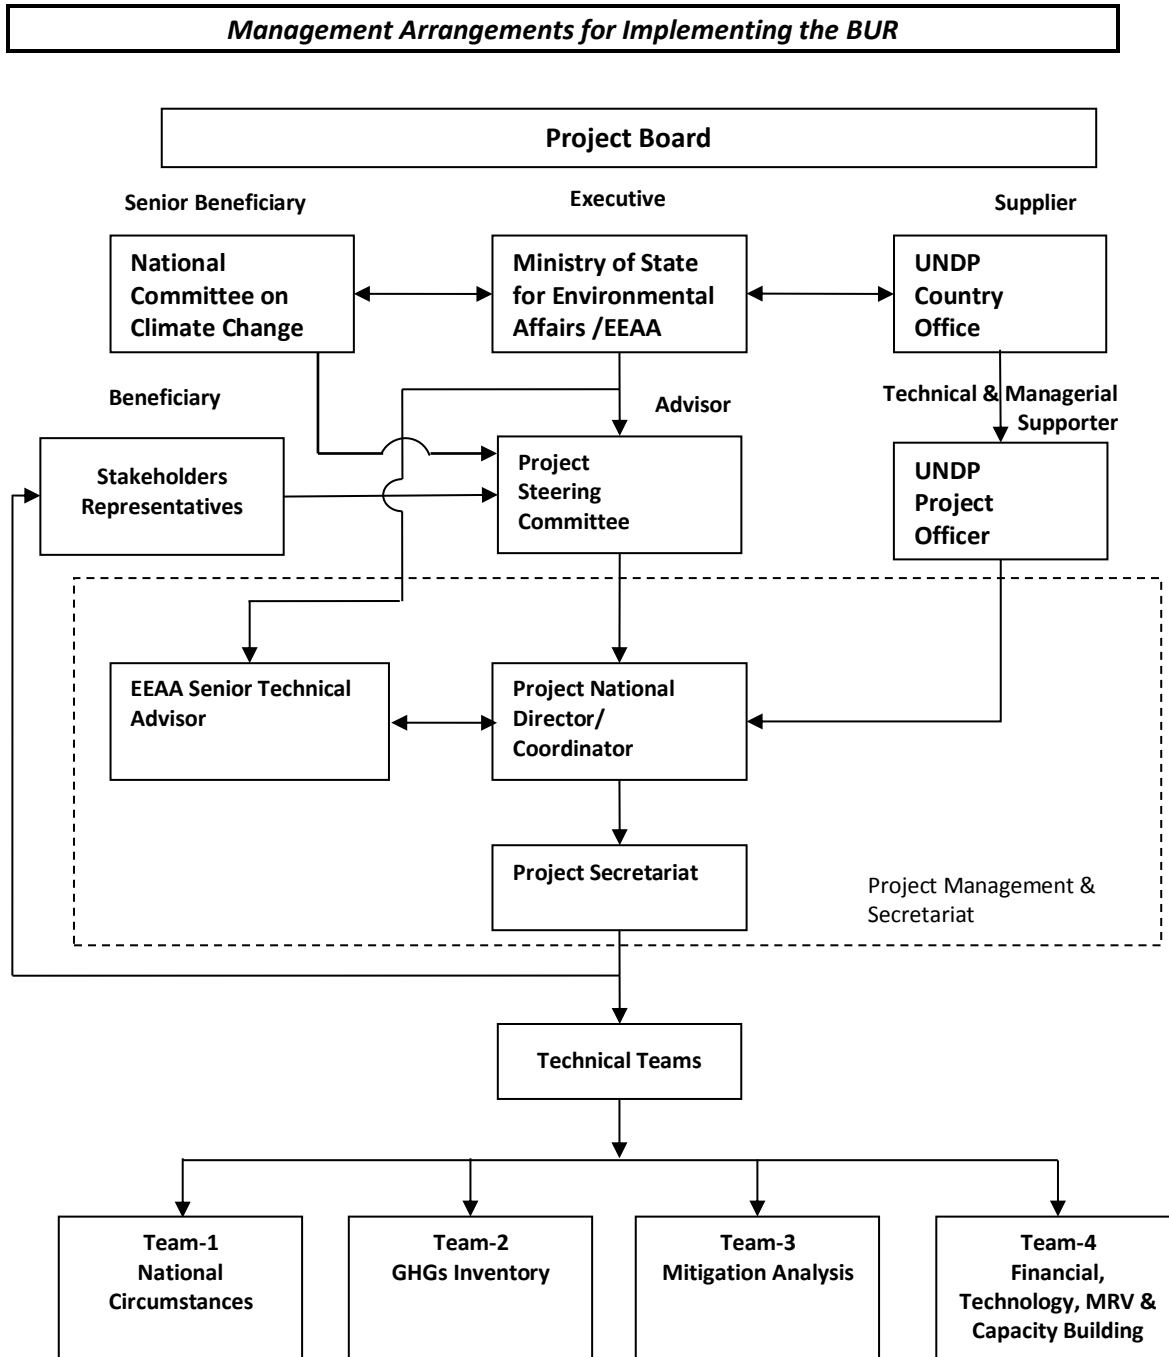 Management Arrangements for Implementing the BUR
Project Board
Senior Beneficiary
Executive
Supplier
National
Committee on
Climate Change
Ministry of State
for Environmental
Affairs /EEAA
UNDP
Country
Office
Beneficiary
Advisor
Technical & Managerial
Supporter
Stakeholders
Representatives
Project
Steering
Committee
UNDP
Project
Officer
EEAA Senior Technical
Advisor
Project National
Director/
Coordinator
Project Secretariat
Project Management &
Secretariat
Technical Teams
Team-1
National
Circumstances
Team-2
GHGs Inventory
Team-3
Mitigation Analysis
Team-4
Financial,
Technology, MRV &
Capacity Building